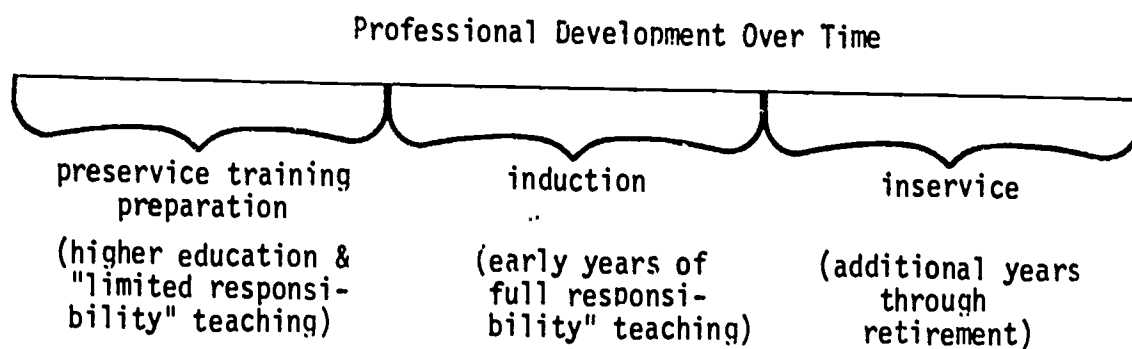 Professional Development Over Time
preservice training
preparation
(higher education &
"limited responsi-
bility" teaching)
induction
(early years of
full responsi-
bility" teaching)
inservice
(additional years
through
retirement)